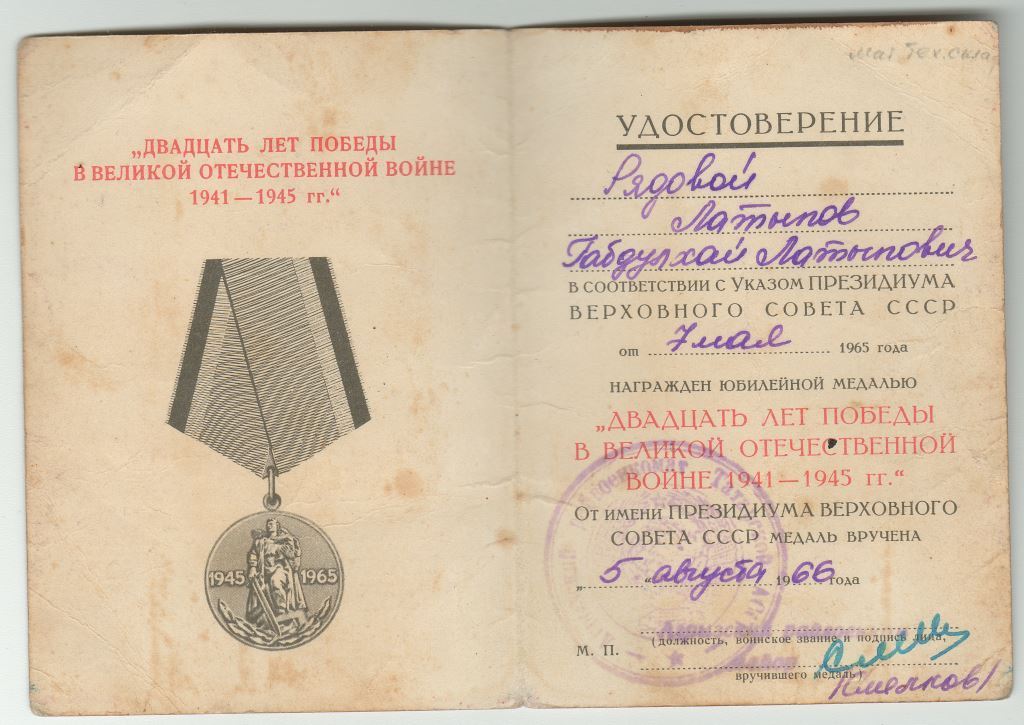 „ДВАДЦАТЬ ЛЕТ ПОБЕДЫ
В ВЕЛИКОЙ ОТЕЧЕСТВЕННОЙ ВОЙНЕ
1941 — 1945 гг.“
1945 1965
мат тех. скла
УДОСТОВЕРЕНИЕ
Рядовой
Латыпов
Габдулхай Латыпович
В СООТВЕТСТВИИ С УКАЗОМ ПРЕЗИДИУМА
ВЕРХОВНОГО СОВЕТА СССР
от 7 мая 1965 года
НАГРАЖДЕН ЮБИЛЕЙНОЙ МЕДАЛЬЮ
„ДВАДЦАТЬ ЛЕТ ПОБЕДЫ
В ВЕЛИКОЙ ОТЕЧЕСТВЕННОЙ
ВОЙНЕ 1941 — 1945 гг.“
ОТ ИМЕНИ ПРЕЗИДИУМА ВЕРХОВНОГО
СОВЕТА СССР МЕДАЛЬ ВРУЧЕНА
„ 5 “ августа 1966 года
М. П.
(должность, воинское звание и подпись лица,
вручившего медаль)